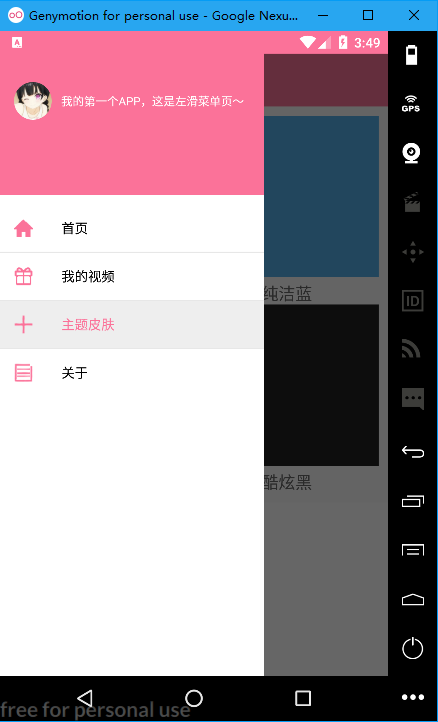 Genymotion for personal use - Google Nexu...
A 3:49
我的第一个APP，这是左滑菜单页～
GPS
首页
我的视频
纯洁蓝
ID
主题皮肤
关于
酷炫黑
free for personal use